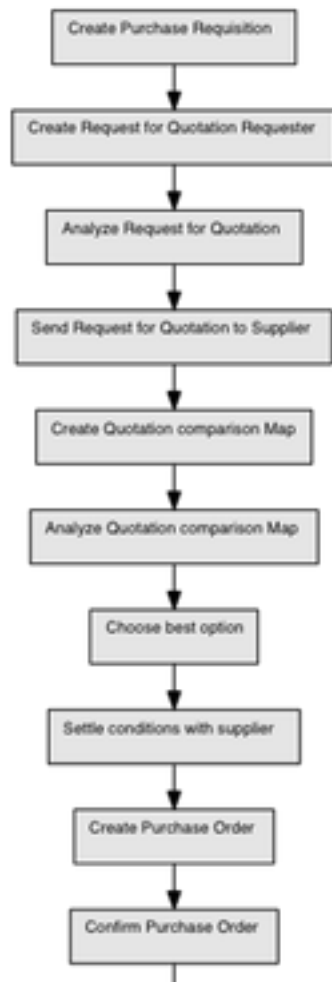 Create Purchase Requisition
Create Request for Quotation Requester
Analyze Request for Quotation
Send Request for Quotation to Supplier
Create Quotation comparison Map
Analyze Quotation comparison Map
Choose best option
Settle conditions with supplier
Create Purchase Order
Confirm Purchase Order